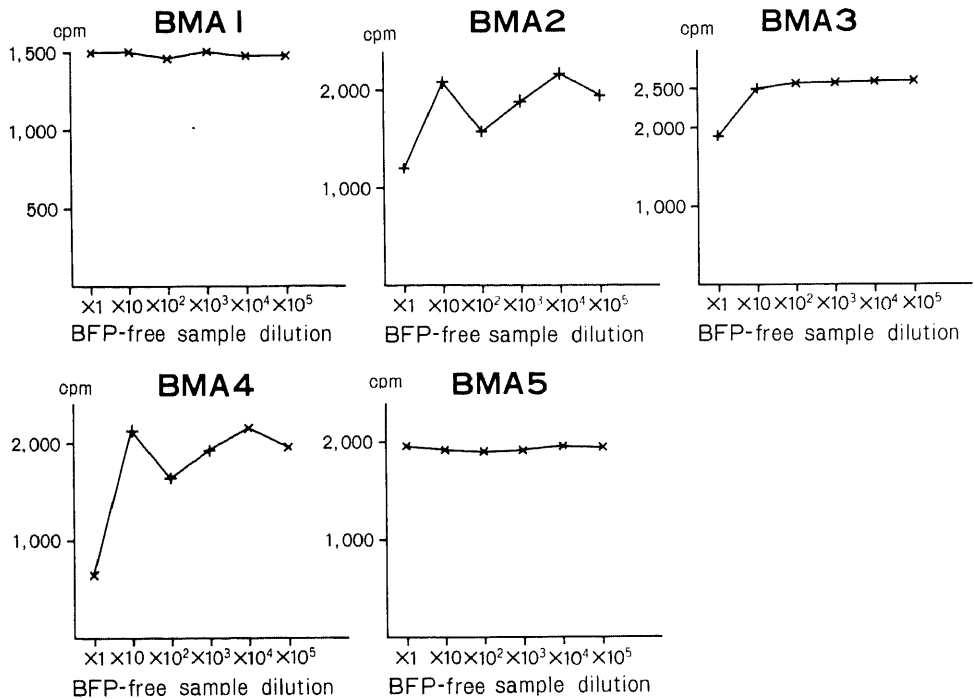 BMA1
cpm
1,500
1,000
500
×1 ×10 ×10² ×10³ ×10⁴ ×10⁵
BFP-free sample dilution
BMA2
cpm
2,000
1,000
×1 ×10 ×10² ×10³ ×10⁴ ×10⁵
BFP-free sample dilution
BMA3
cpm
2,500
2,000
1,000
×1 ×10 ×10² ×10³ ×10⁴ ×10⁵
BFP-free sample dilution
BMA4
cpm
2,000
1,000
×1 ×10 ×10² ×10³ ×10⁴ ×10⁵
BFP-free sample dilution
BMA5
cpm
2,000
1,000
×1 ×10 ×10² ×10³ ×10⁴ ×10⁵
BFP-free sample dilution